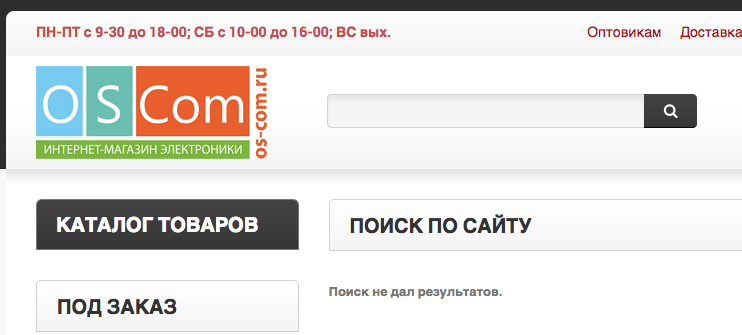 ПН-ПТ с 9-30 до 18-00; СБ с 10-00 до 16-00; ВС вых.
Оптовикам Доставка
OS Com
os-com.ru
ИНТЕРНЕТ-МАГАЗИН ЭЛЕКТРОНИКИ
КАТАЛОГ ТОВАРОВ
ПОИСК ПО САЙТУ
Поиск не дал результатов.
ПОД ЗАКАЗ